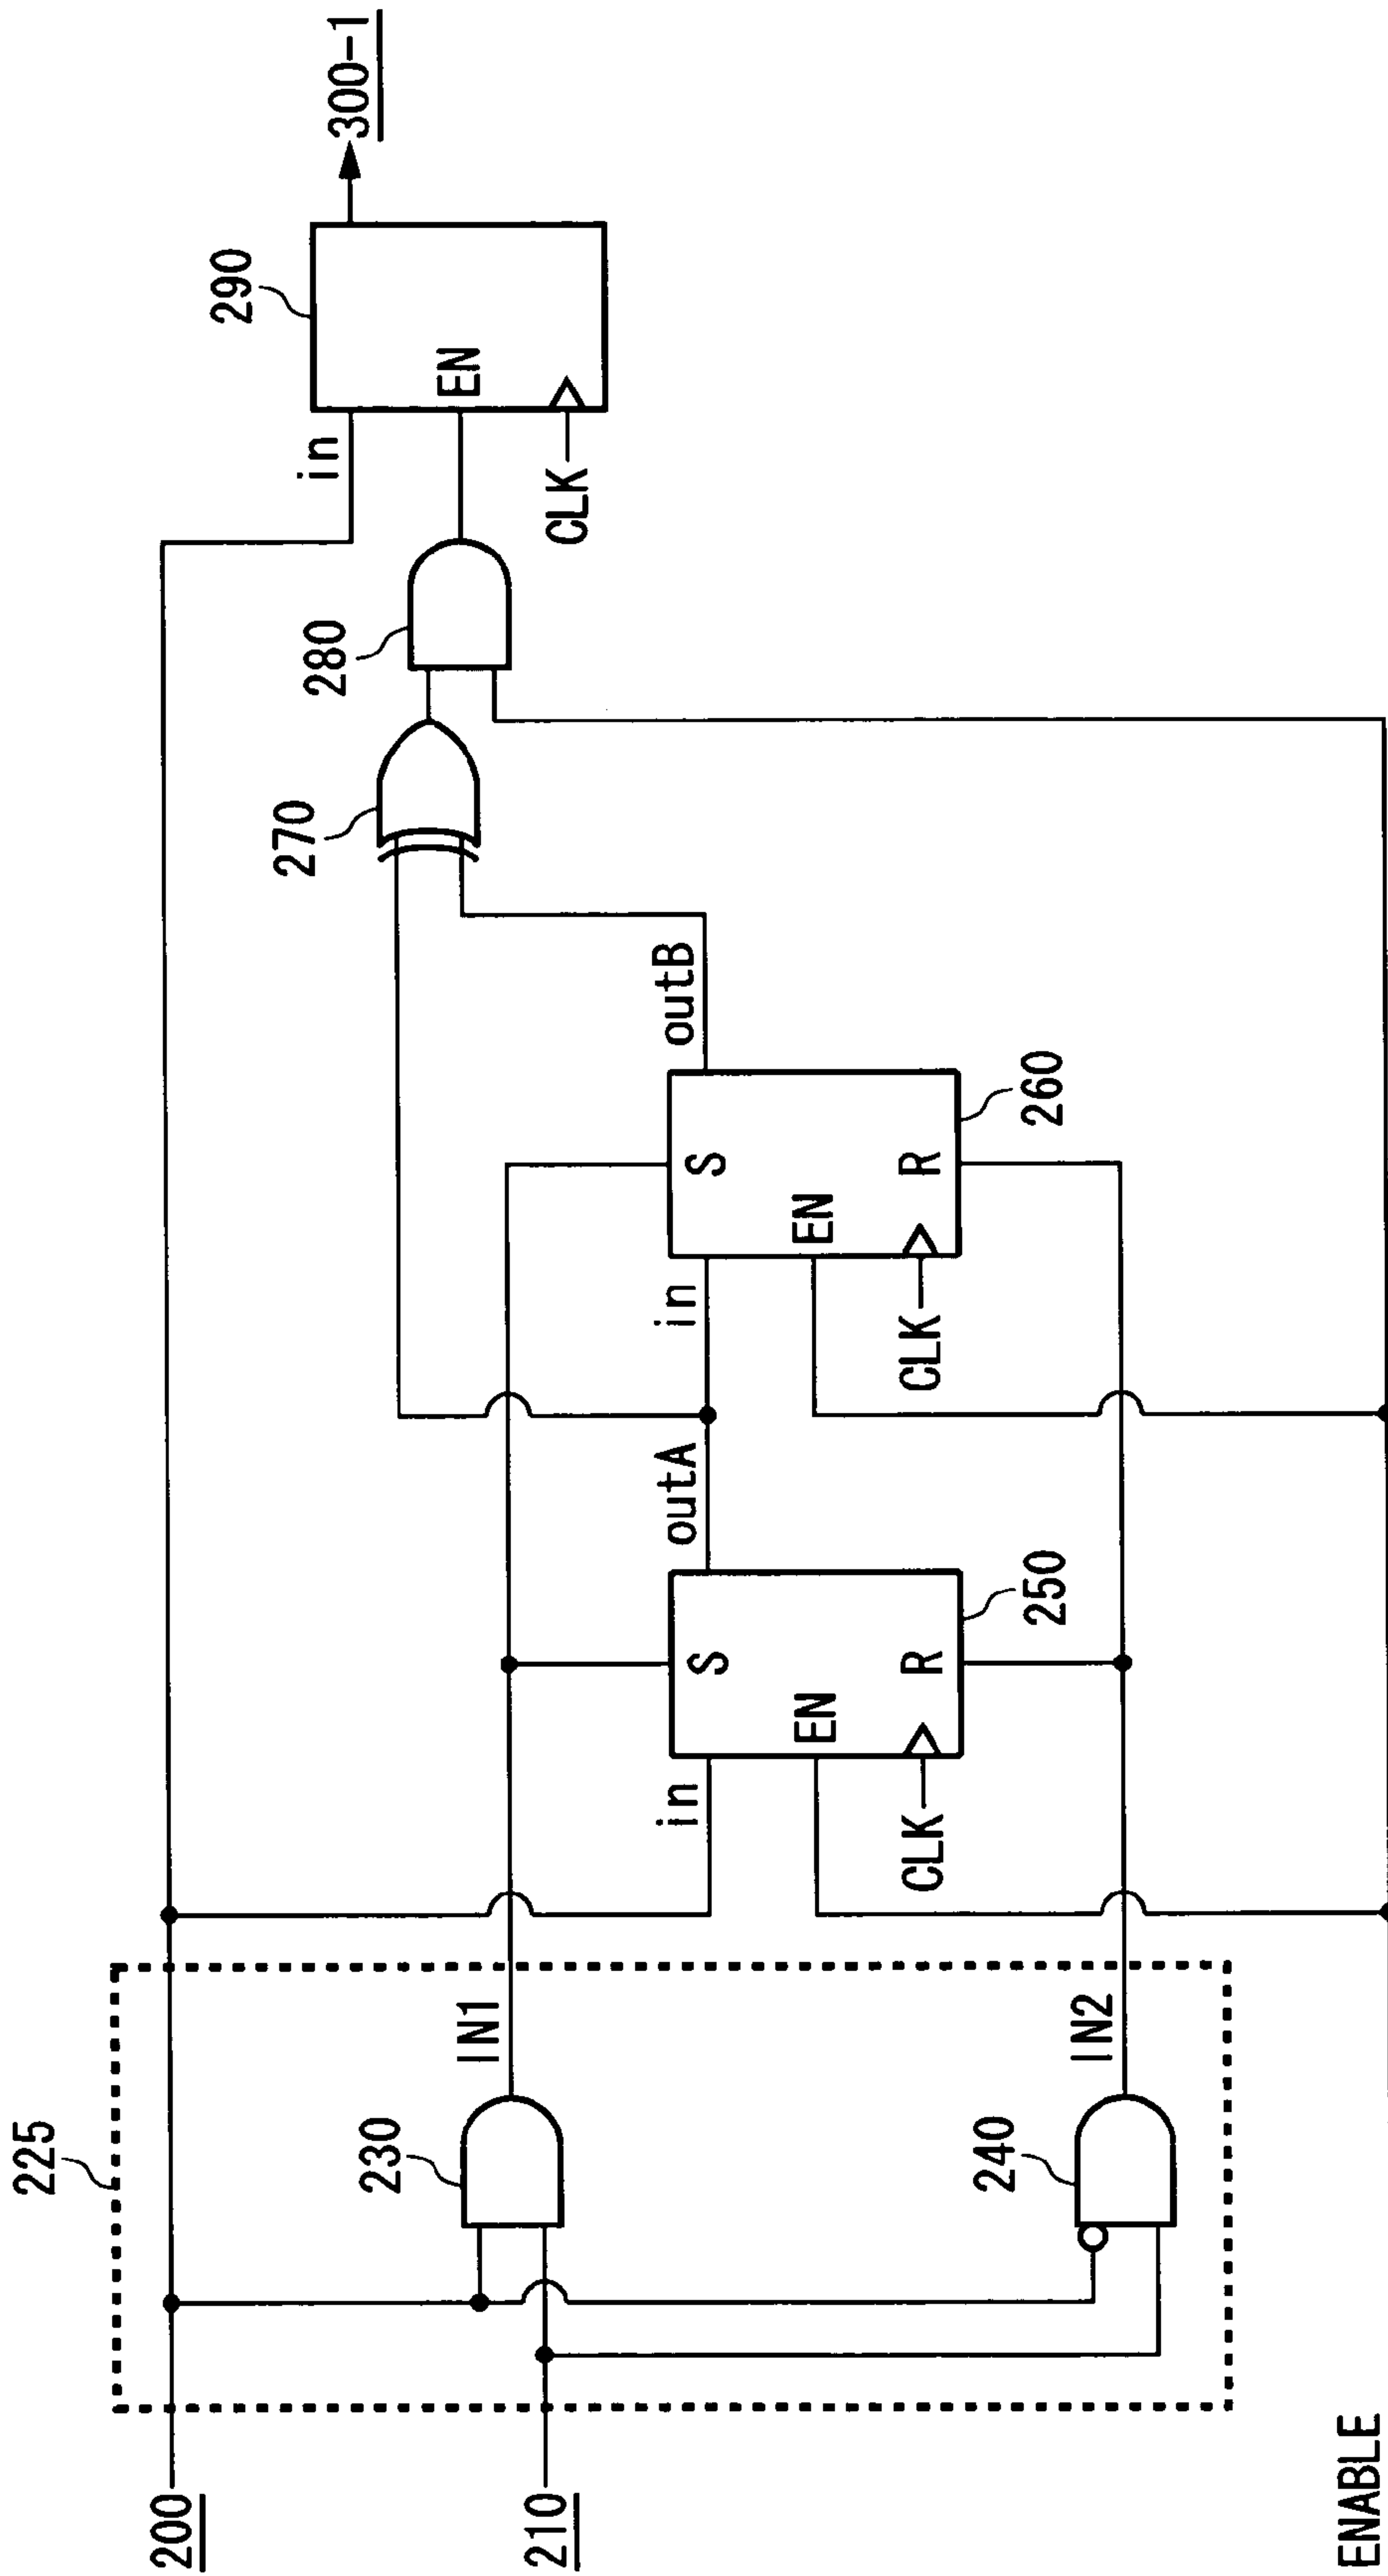 225
200
210
230
IN1
240
IN2
ENABLE
in
EN
CLK
S
R
250
outA
in
EN
CLK
S
R
260
outB
270
280
in
EN
CLK
290
300-1